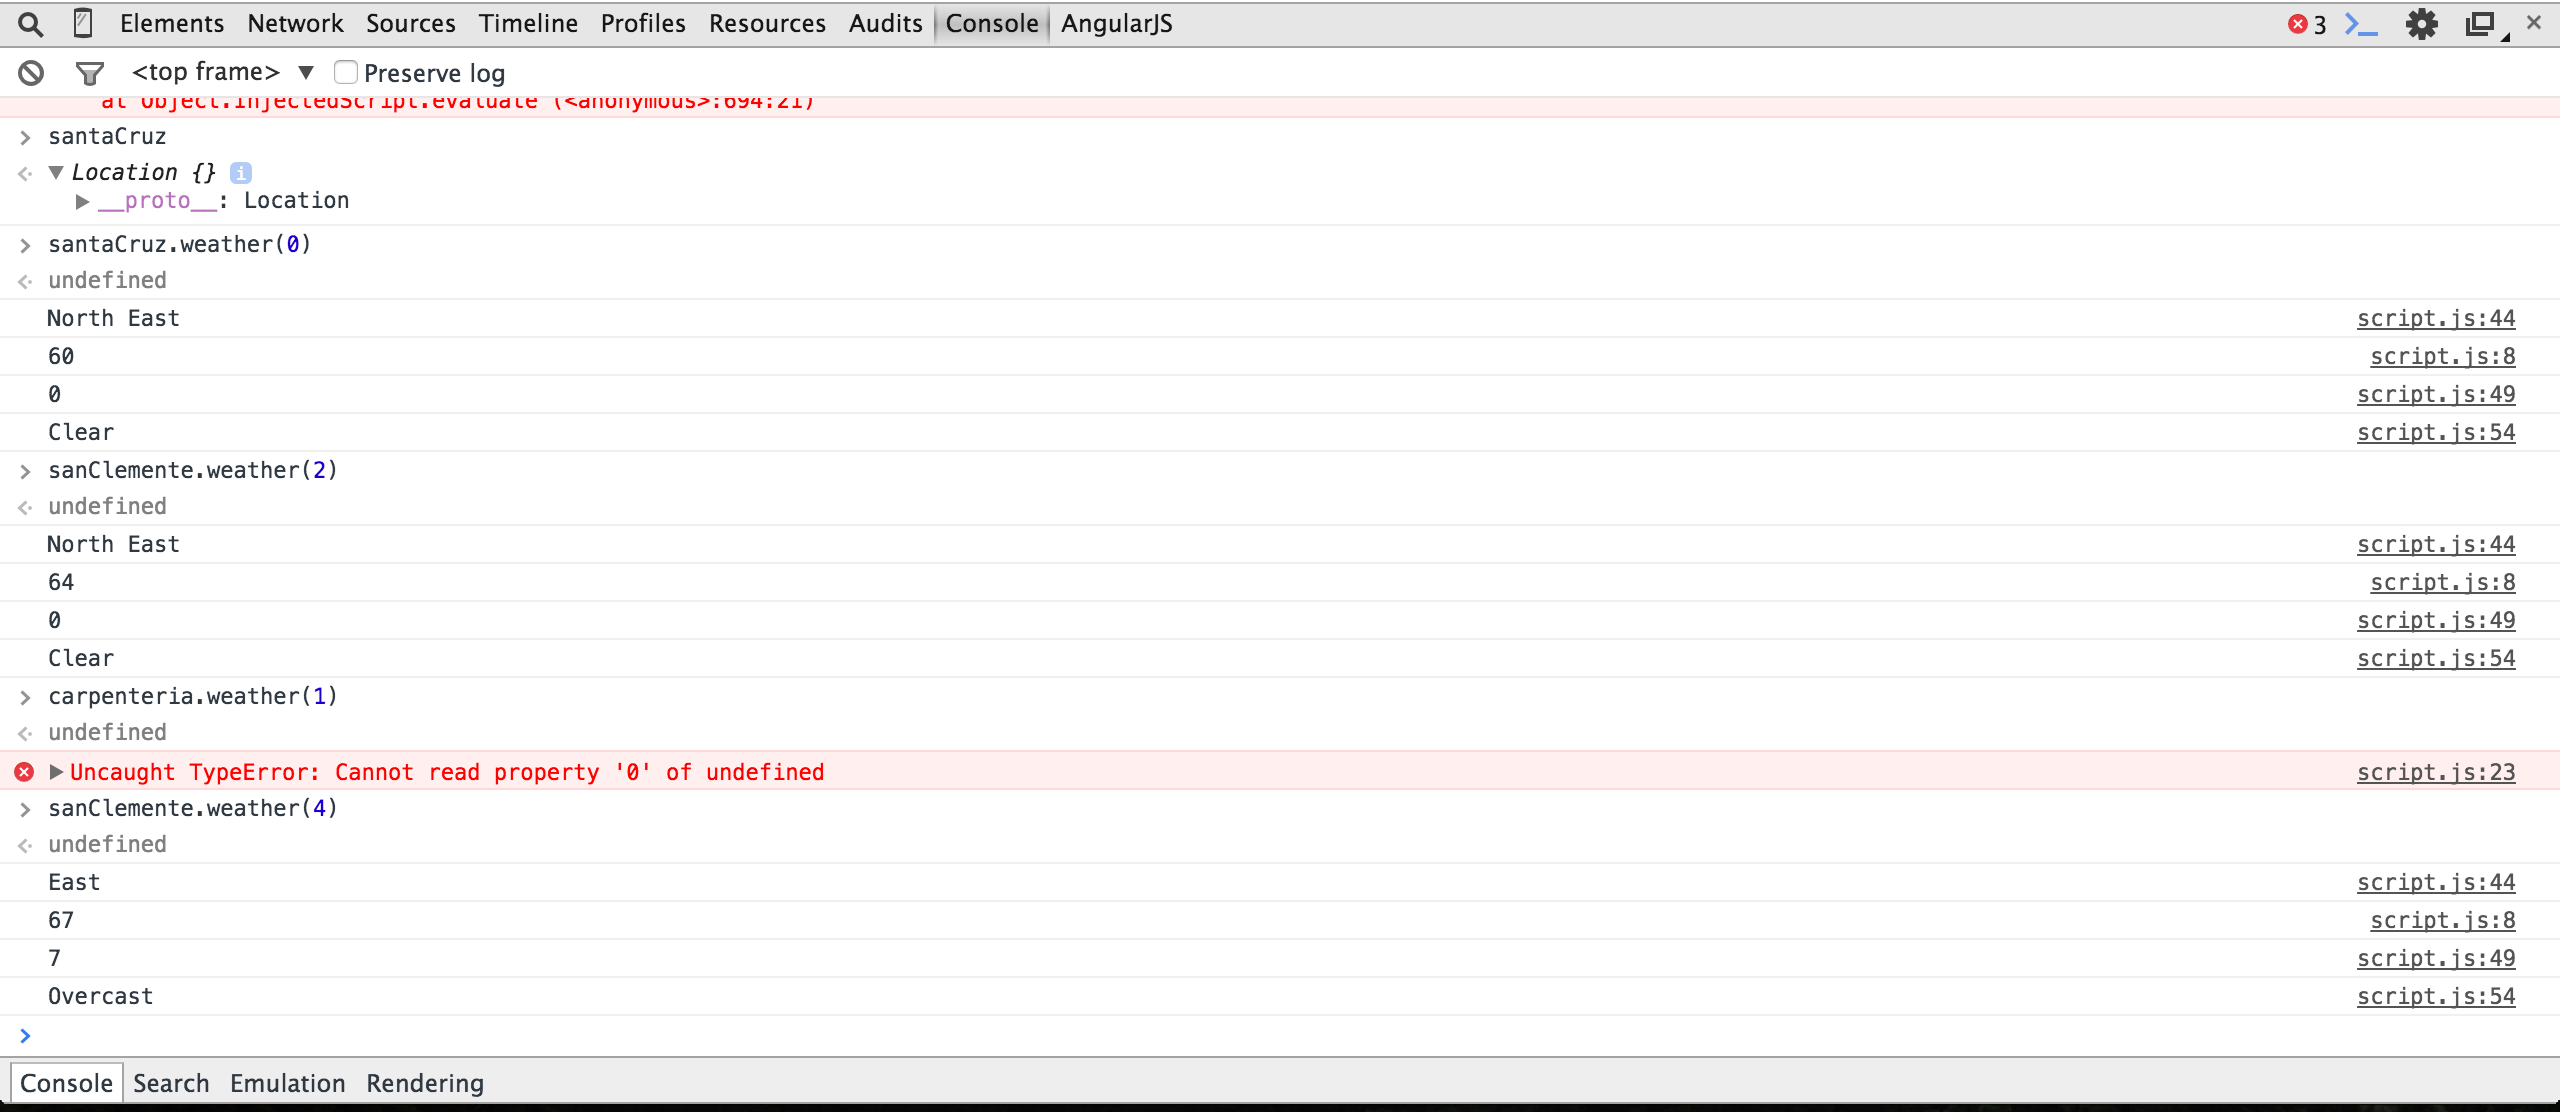 Elements Network Sources Timeline Profiles Resources Audits Console AngularJS 3
<top frame> Preserve log
at Object.InjectedScript.evaluate (<anonymous>:694:21)
santaCruz
Location {} i
__proto__: Location
santaCruz.weather(0)
undefined
North East script.js:44
60 script.js:8
0 script.js:49
Clear script.js:54
sanClemente.weather(2)
undefined
North East script.js:44
64 script.js:8
0 script.js:49
Clear script.js:54
carpenteria.weather(1)
undefined
Uncaught TypeError: Cannot read property '0' of undefined script.js:23
sanClemente.weather(4)
undefined
East script.js:44
67 script.js:8
7 script.js:49
Overcast script.js:54
Console Search Emulation Rendering